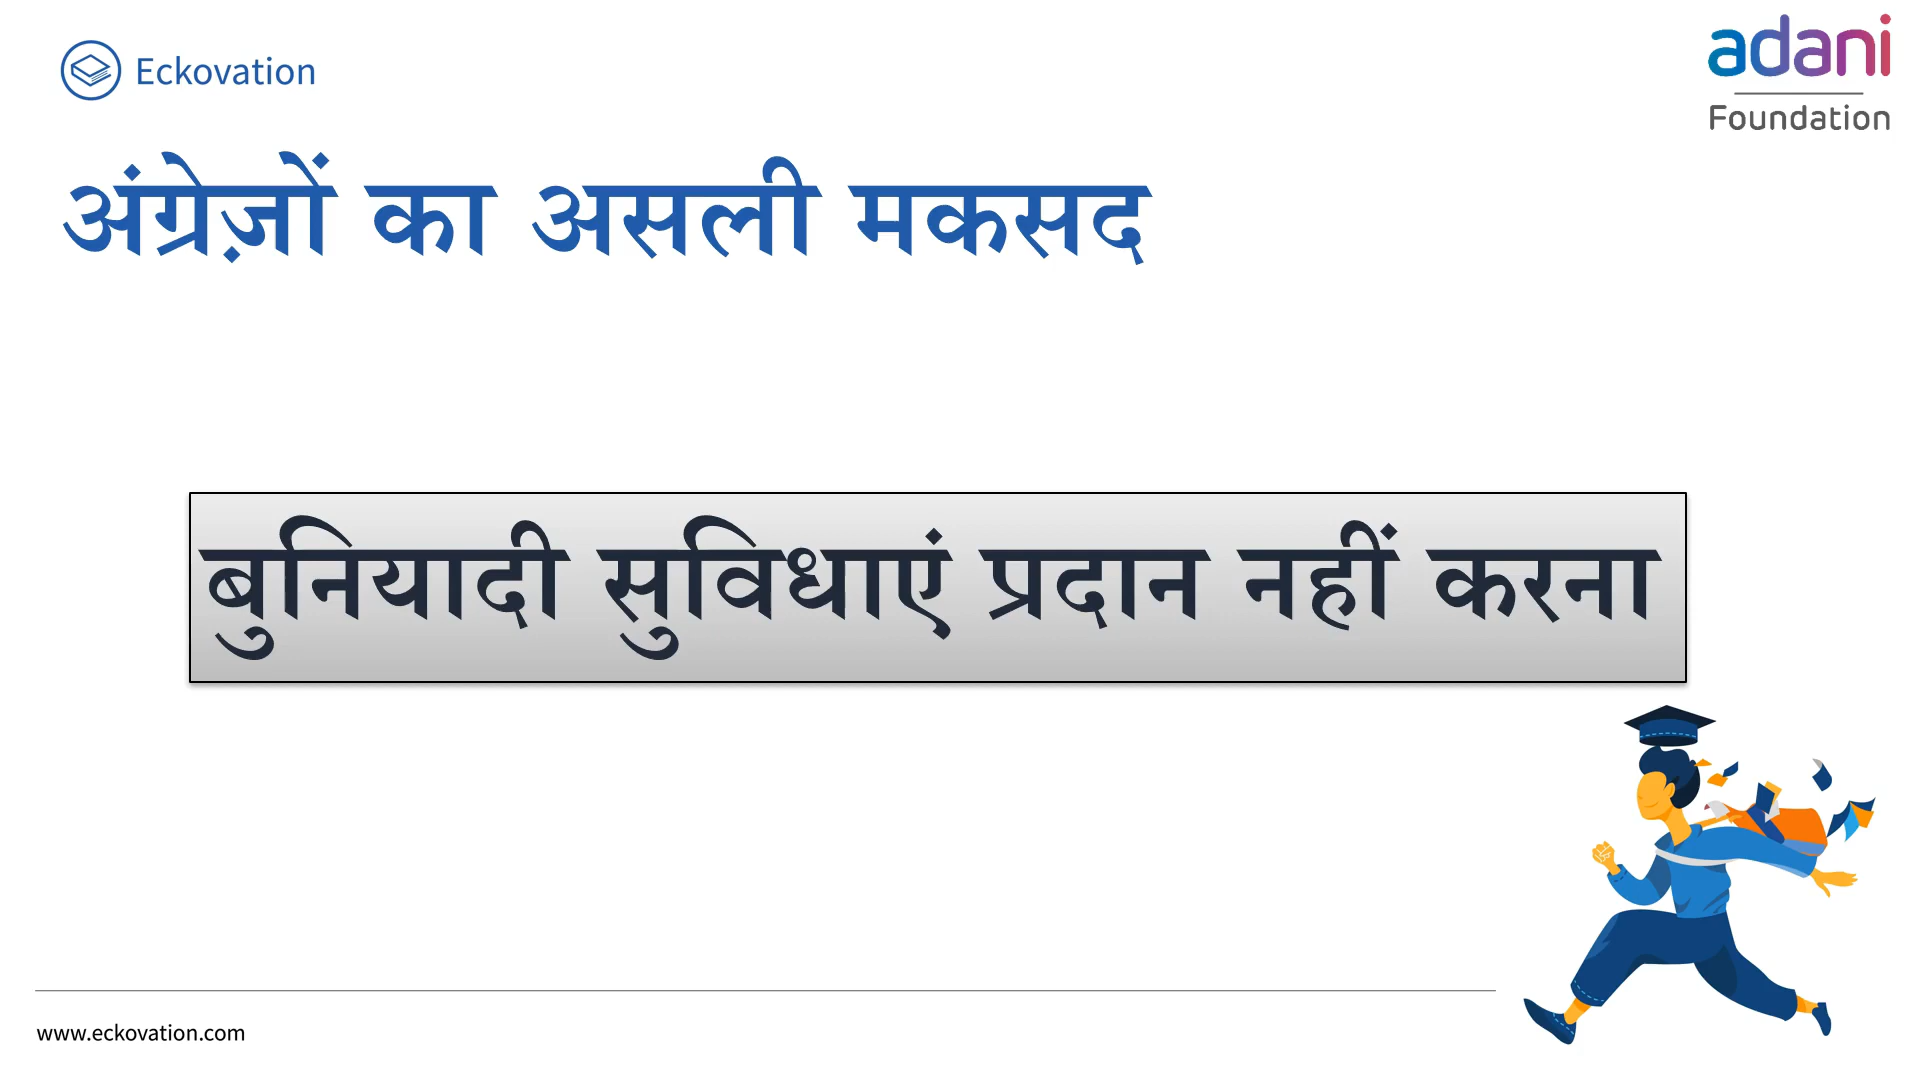 Eckovation
adani
Foundation
अंग्रेज़ों का असली मकसद
बुनियादी सुविधाएं प्रदान नहीं करना
www.eckovation.com